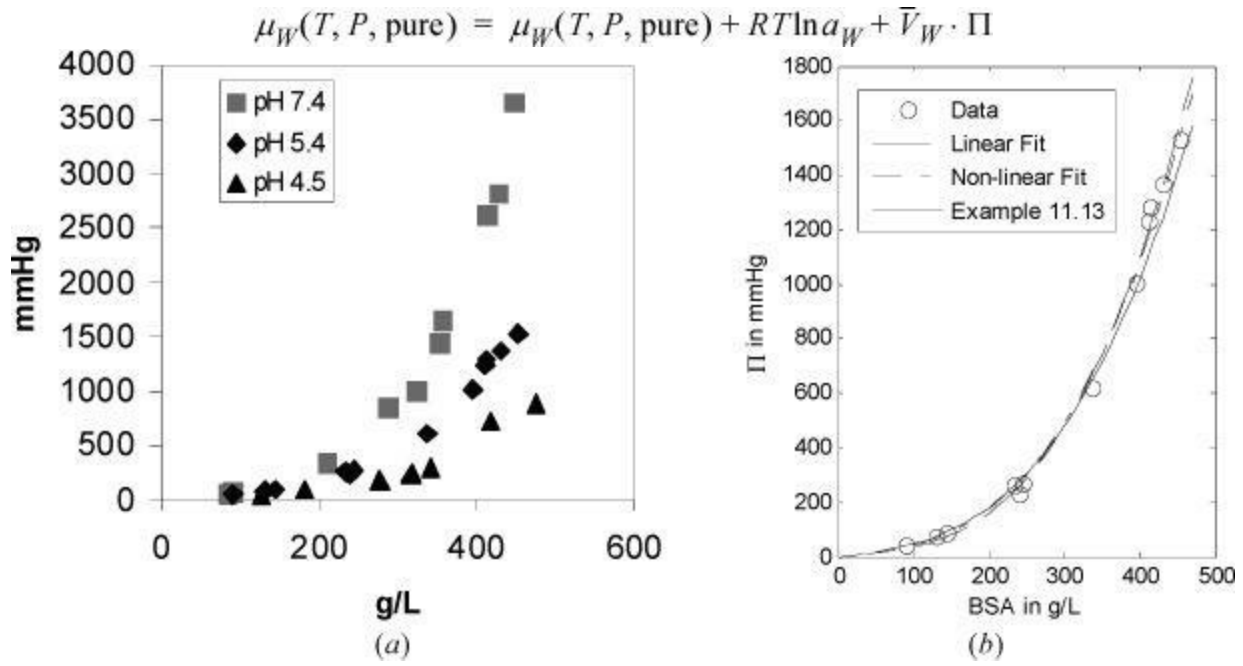 μ_W(T, P, pure) = μ_W(T, P, pure) + RT ln a_W + V̄_W · Π
4000
3500
3000
2500
2000
1500
1000
500
0
mmHg
pH 7.4
pH 5.4
pH 4.5
0 200 400 600
g/L
(a)
1800
1600
1400
1200
1000
800
600
400
200
0
Π in mmHg
Data
Linear Fit
Non-linear Fit
Example 11.13
0 100 200 300 400 500
BSA in g/L
(b)